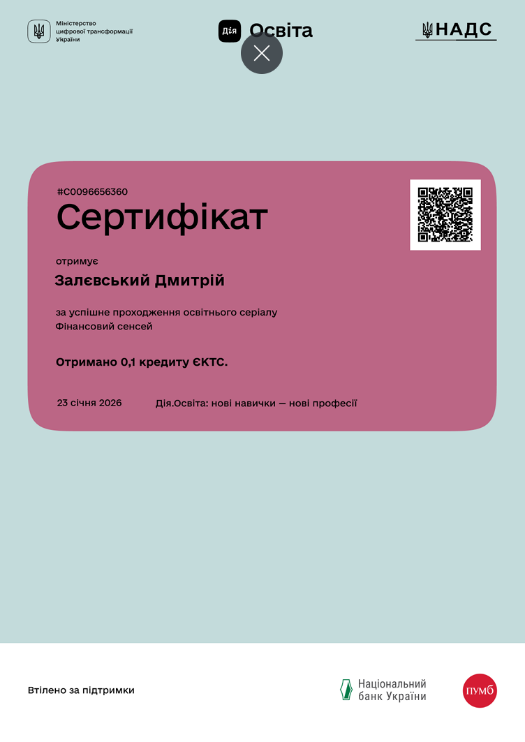 Міністерство
цифрової трансформації
України
Дія
Освіта
НАДС
#C0096656360
Сертифікат
отримує
Залєвський Дмитрій
за успішне проходження освітнього серіалу
Фінансовий сенсей
Отримано 0,1 кредиту ЄКТС.
23 січня 2026
Дія.Освіта: нові навички — нові професії
Втілено за підтримки
Національний
банк України
ПУМБ